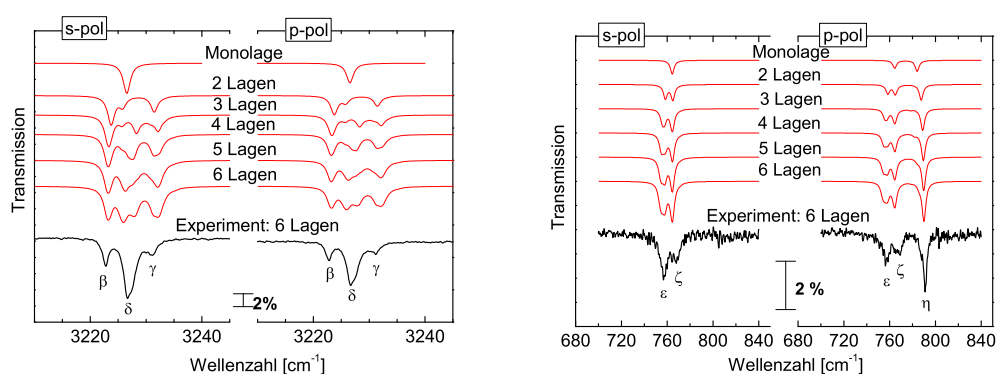 s-pol
p-pol
Monolage
2 Lagen
3 Lagen
4 Lagen
5 Lagen
6 Lagen
Experiment: 6 Lagen
β
δ
γ
β
δ
γ
2%
Transmission
3220
3240
3220
3240
Wellenzahl [cm⁻¹]
s-pol
p-pol
Monolage
2 Lagen
3 Lagen
4 Lagen
5 Lagen
6 Lagen
Experiment: 6 Lagen
ε
ζ
ε
ζ
η
2 %
Transmission
680
720
760
800
840
680
720
760
800
840
Wellenzahl [cm⁻¹]